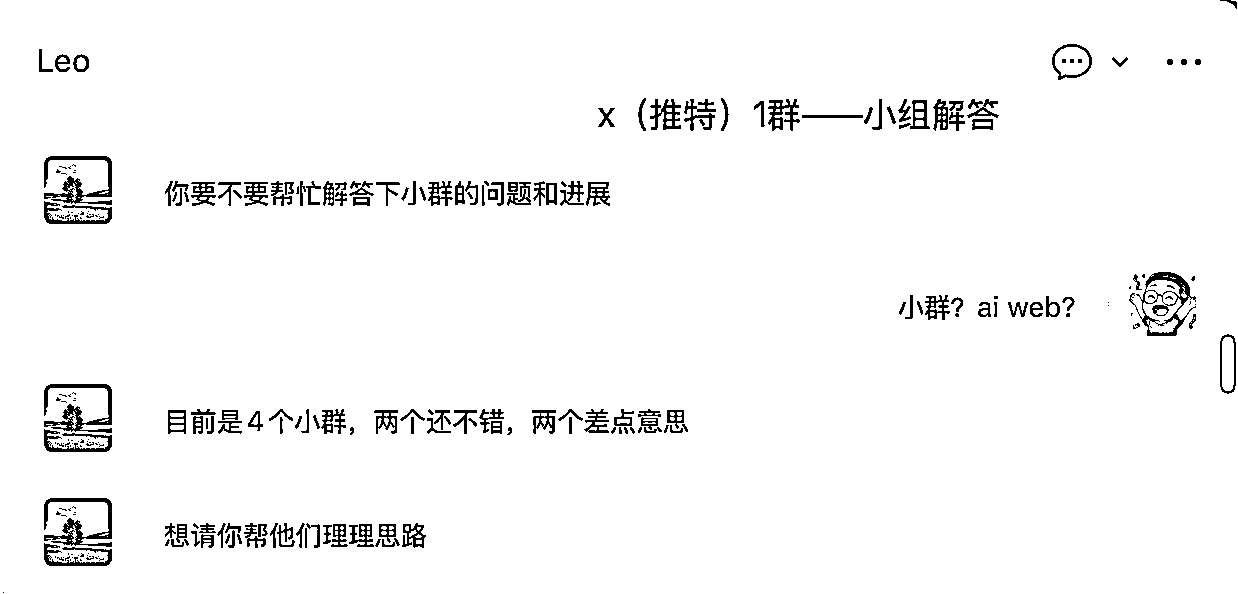 Leo
x（推特）1群——小组解答
你要不要帮忙解答下小群的问题和进展
小群？ai web？
目前是4个小群，两个还不错，两个差点意思
想请你帮他们理理思路